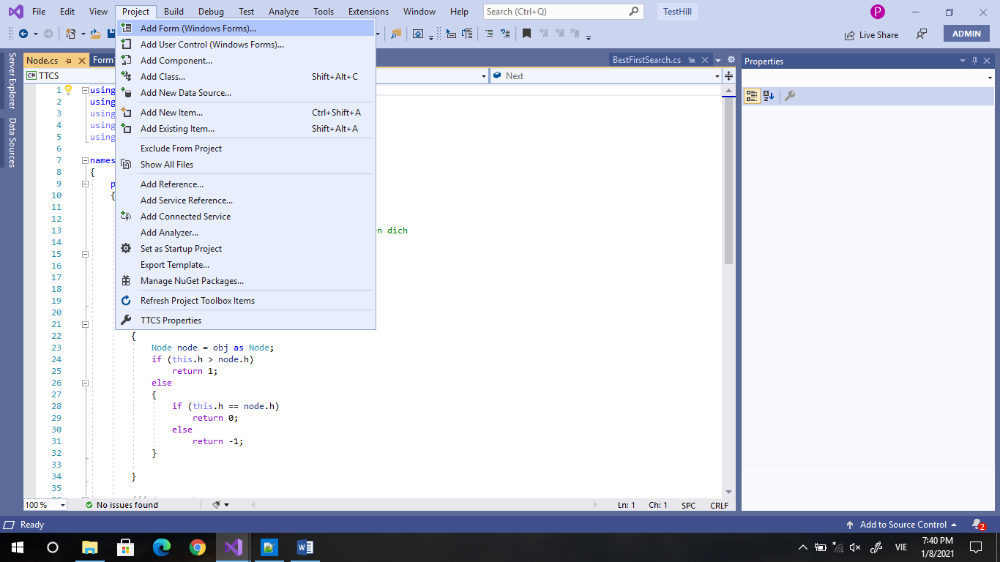 File Edit View Project Build Debug Test Analyze Tools Extensions Window Help Search (Ctrl+Q) TestHill P
Live Share ADMIN
Server Explorer
Data Sources
Node.cs Form BestFirstSearch.cs
C# TTCS Next
Add Form (Windows Forms)...
Add User Control (Windows Forms)...
Add Component...
Add Class... Shift+Alt+C
Add New Data Source...
Add New Item... Ctrl+Shift+A
Add Existing Item... Shift+Alt+A
Exclude From Project
Show All Files
Add Reference...
Add Service Reference...
Add Connected Service
Add Analyzer...
Set as Startup Project
Export Template...
Manage NuGet Packages...
Refresh Project Toolbox Items
TTCS Properties
1 using
2 using
3 using
4 using
5 using
6
7 names
8 {
9 p
10 {
11
12
13 n dich
14
15
16
17
18
19
20
21
22 {
23 Node node = obj as Node;
24 if (this.h > node.h)
25 return 1;
26 else
27 {
28 if (this.h == node.h)
29 return 0;
30 else
31 return -1;
32 }
33
34 }
35
Properties
100 % No issues found Ln: 1 Ch: 1 SPC CRLF
Ready Add to Source Control 2
VIE 7:40 PM
1/8/2021